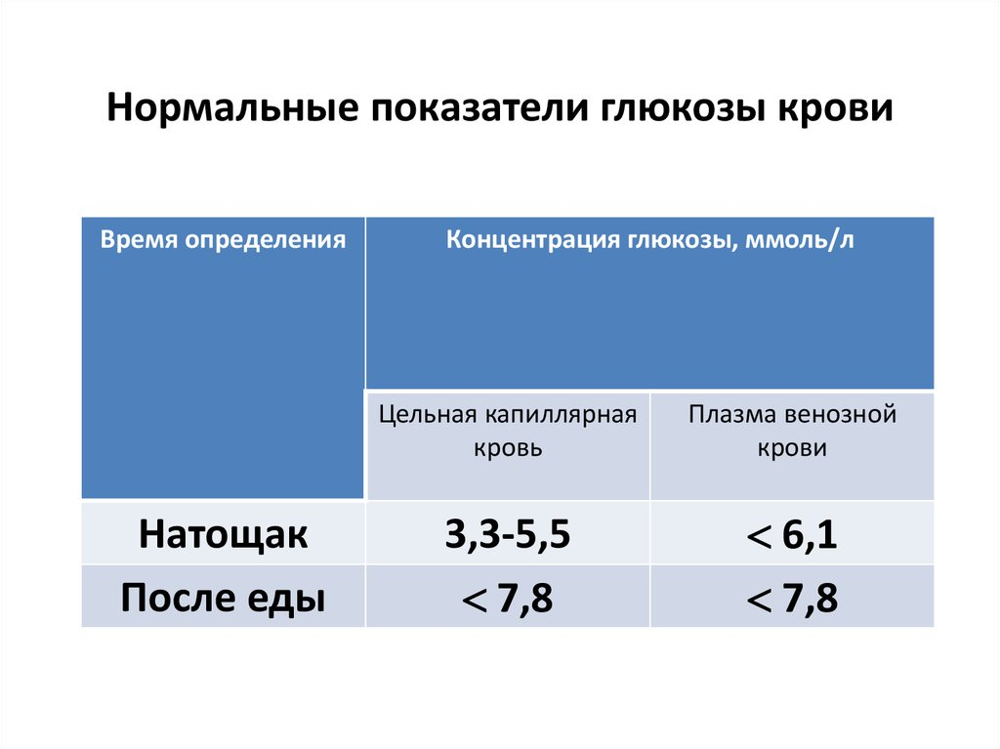 Нормальные показатели глюкозы крови
Время определения
Концентрация глюкозы, ммоль/л
Цельная капиллярная
кровь
Плазма венозной
крови
Натощак
3,3-5,5
< 6,1
После еды
< 7,8
< 7,8